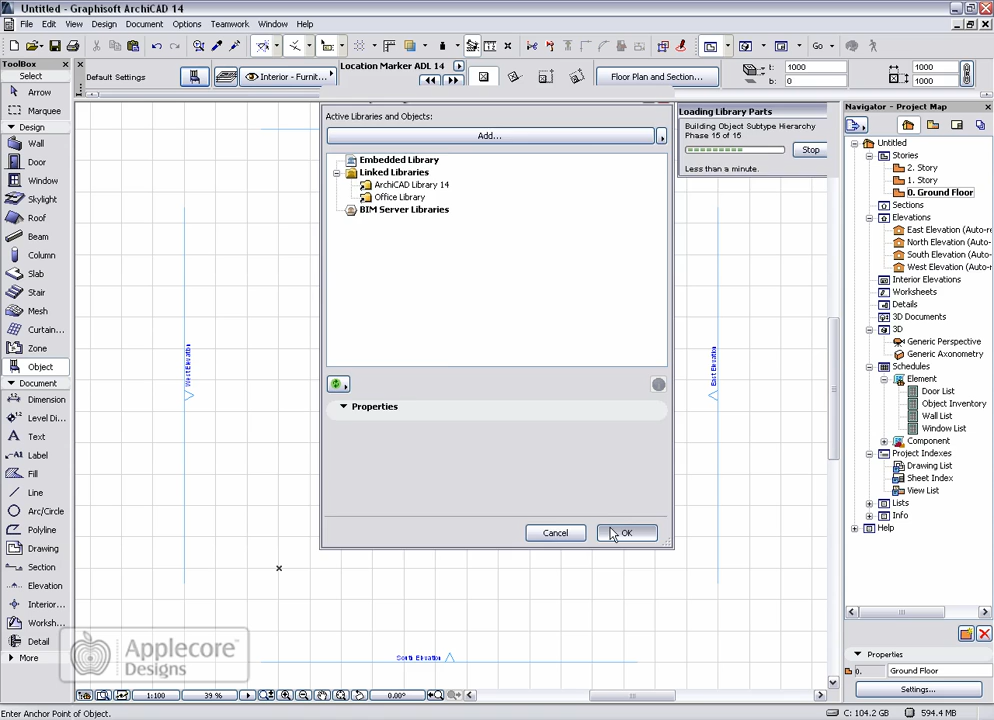 Untitled - Graphisoft ArchiCAD 14
File Edit View Design Document Options Teamwork Window Help
Go
ToolBox
Select
Arrow
Marquee
Design
Wall
Door
Window
Skylight
Roof
Beam
Column
Slab
Stair
Mesh
Curtain...
Zone
Object
Document
Dimension
Level Di...
Text
Label
Fill
Line
Arc/Circle
Polyline
Drawing
Section
Elevation
Interior...
Worksh...
Detail
More
Default Settings
Interior - Furnit...
Location Marker ADL 14
Floor Plan and Section...
t: 1000
b: 0
1000
1000
Active Libraries and Objects:
Add...
Embedded Library
Linked Libraries
ArchiCAD Library 14
Office Library
BIM Server Libraries
Properties
Cancel OK
Loading Library Parts
Building Object Subtype Hierarchy
Phase 15 of 15
Stop
Less than a minute.
West Elevation
East Elevation
South Elevation
Applecore
Designs
Navigator - Project Map
Untitled
Stories
2. Story
1. Story
0. Ground Floor
Sections
Elevations
East Elevation (Auto-re
North Elevation (Auto-
South Elevation (Auto-
West Elevation (Auto-
Interior Elevations
Worksheets
Details
3D Documents
3D
Generic Perspective
Generic Axonometry
Schedules
Element
Door List
Object Inventory
Wall List
Window List
Component
Project Indexes
Drawing List
Sheet Index
View List
Lists
Info
Help
Properties
0. Ground Floor
Settings...
1:100 39 % 0.00°
Enter Anchor Point of Object.
C: 104.2 GB 594.4 MB